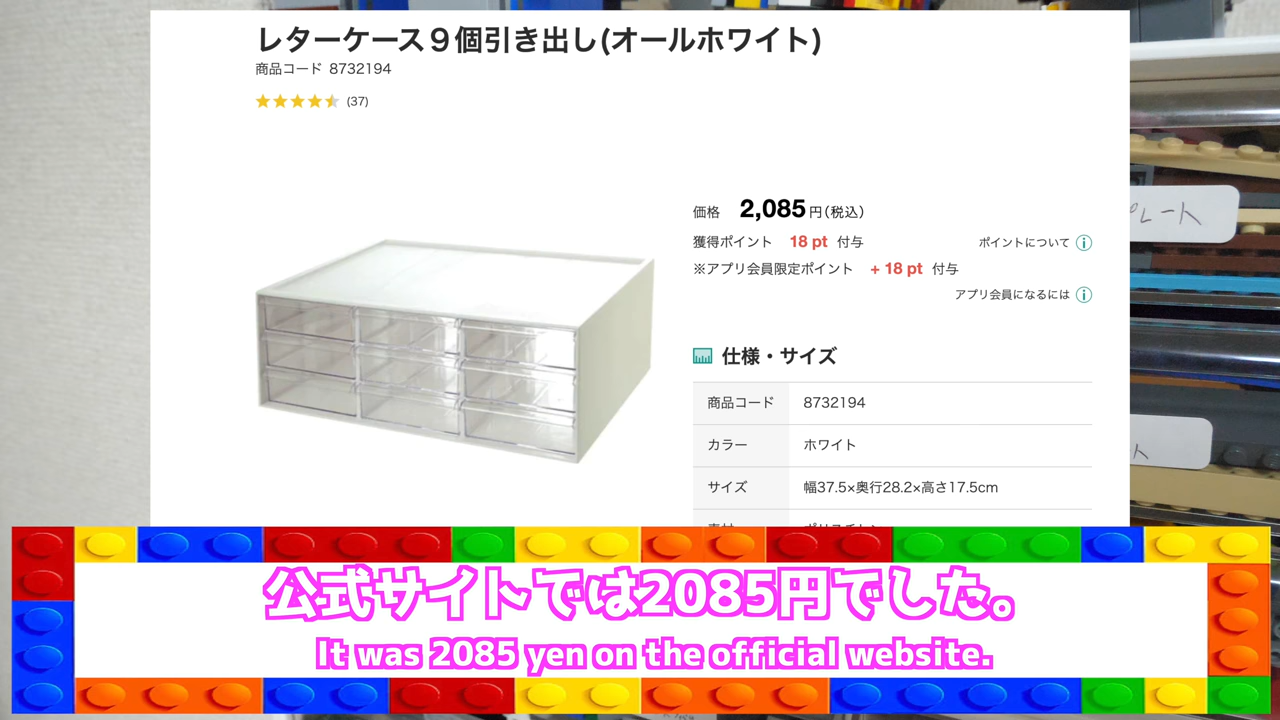 レターケース９個引き出し(オールホワイト)
商品コード 8732194
(37)
価格 2,085円(税込)
獲得ポイント 18 pt 付与 ポイントについて
※アプリ会員限定ポイント + 18 pt 付与
アプリ会員になるには
仕様・サイズ
商品コード 8732194
カラー ホワイト
サイズ 幅37.5×奥行28.2×高さ17.5cm
プレート
ト
公式サイトでは2085円でした。
It was 2085 yen on the official website.